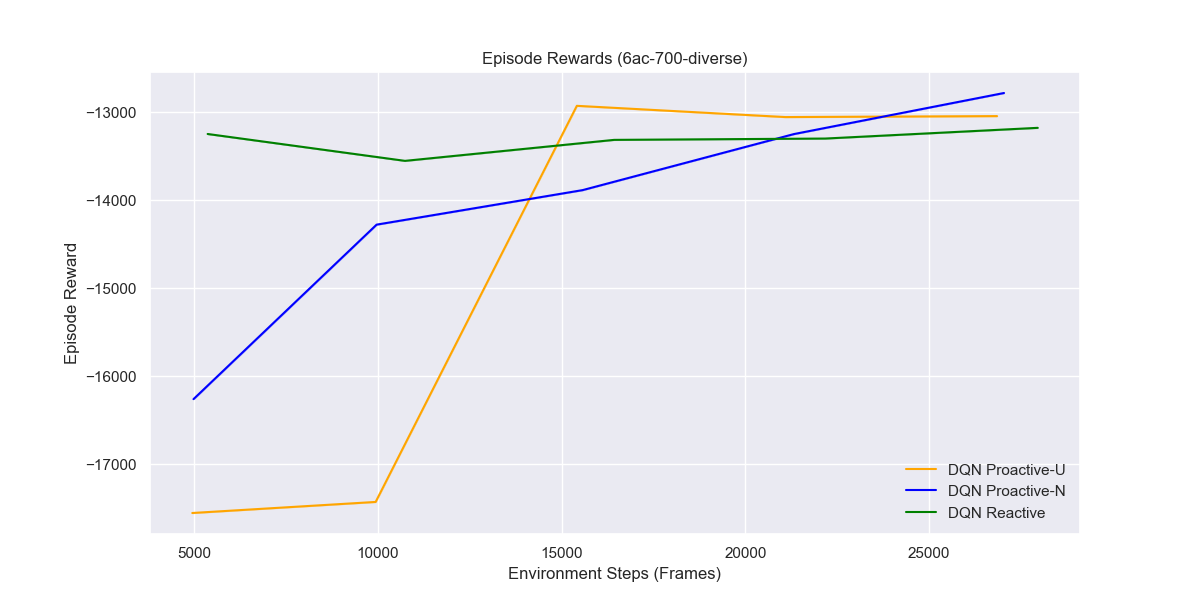 Episode Rewards (6ac-700-diverse)
Episode Reward
−13000
−14000
−15000
−16000
−17000
5000
10000
15000
20000
25000
Environment Steps (Frames)
DQN Proactive-U
DQN Proactive-N
DQN Reactive